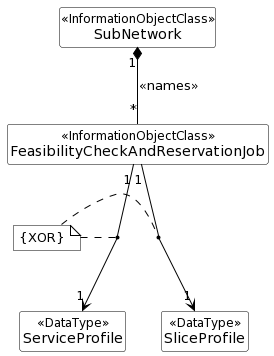 «InformationObjectClass»
SubNetwork
1
«names»
*
«InformationObjectClass»
FeasibilityCheckAndReservationJob
1 1
{XOR}
1 1
«DataType» «DataType»
ServiceProfile SliceProfile